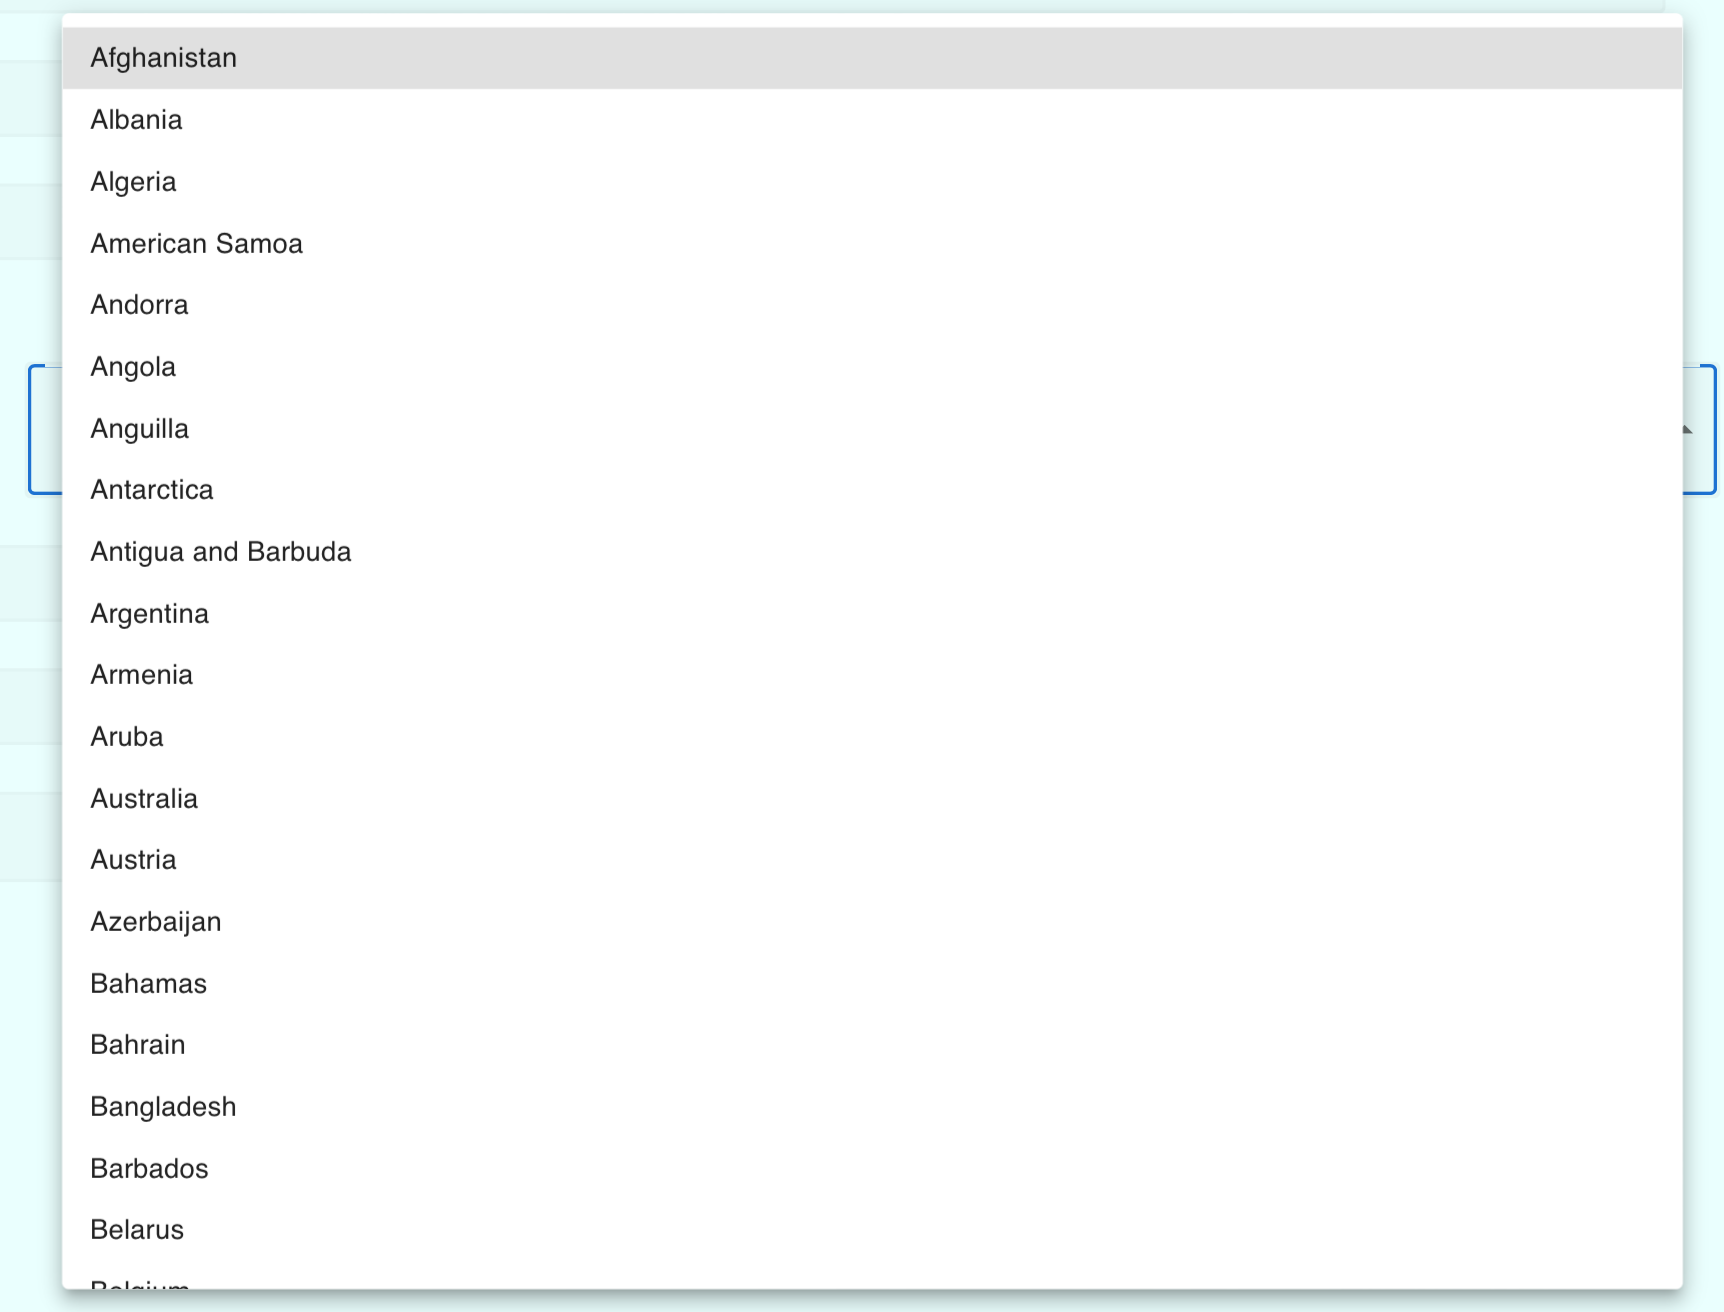 Afghanistan
Albania
Algeria
American Samoa
Andorra
Angola
Anguilla
Antarctica
Antigua and Barbuda
Argentina
Armenia
Aruba
Australia
Austria
Azerbaijan
Bahamas
Bahrain
Bangladesh
Barbados
Belarus
Belgium